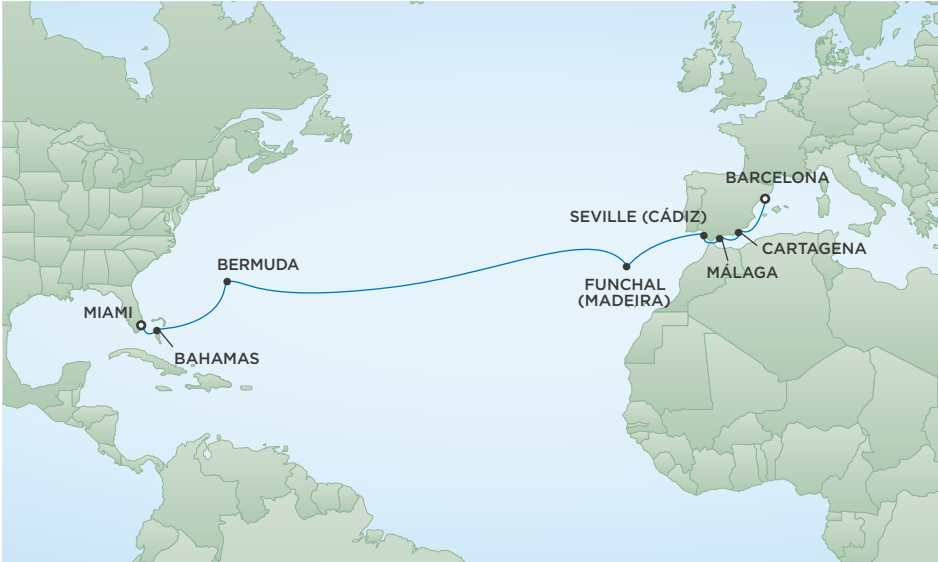 BARCELONA
SEVILLE (CÁDIZ)
CARTAGENA
BERMUDA
MÁLAGA
FUNCHAL
(MADEIRA)
MIAMI
BAHAMAS